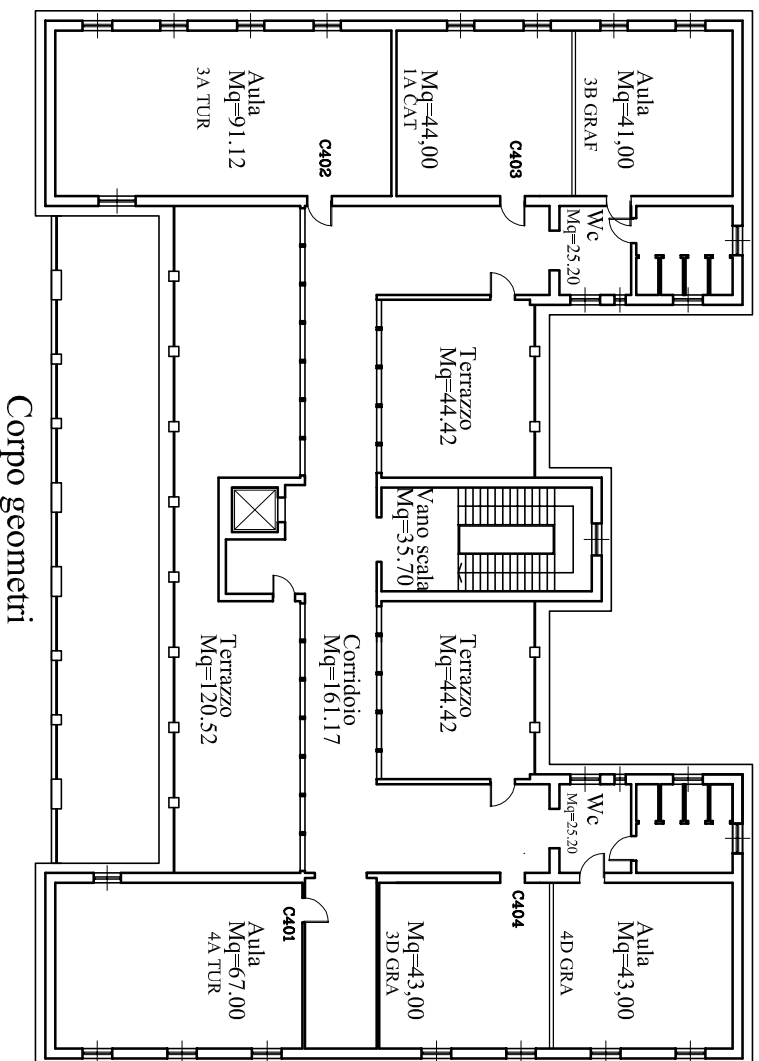 Aula
Mq=91.12
3A TUR
C402
Mq=44,00
1A CAT
C403
Aula
Mq=41,00
3B GRAF
Wc
Mq=25.20
Terrazzo
Mq=44.42
Vano scala
Mq=35.70
Terrazzo
Mq=44.42
Corridoio
Mq=161.17
Terrazzo
Mq=120.52
Wc
Mq=25.20
Aula
Mq=67.00
4A TUR
C401
Mq=43,00
3D GRA
C404
Aula
Mq=43,00
4D GRA
Corpo geometri